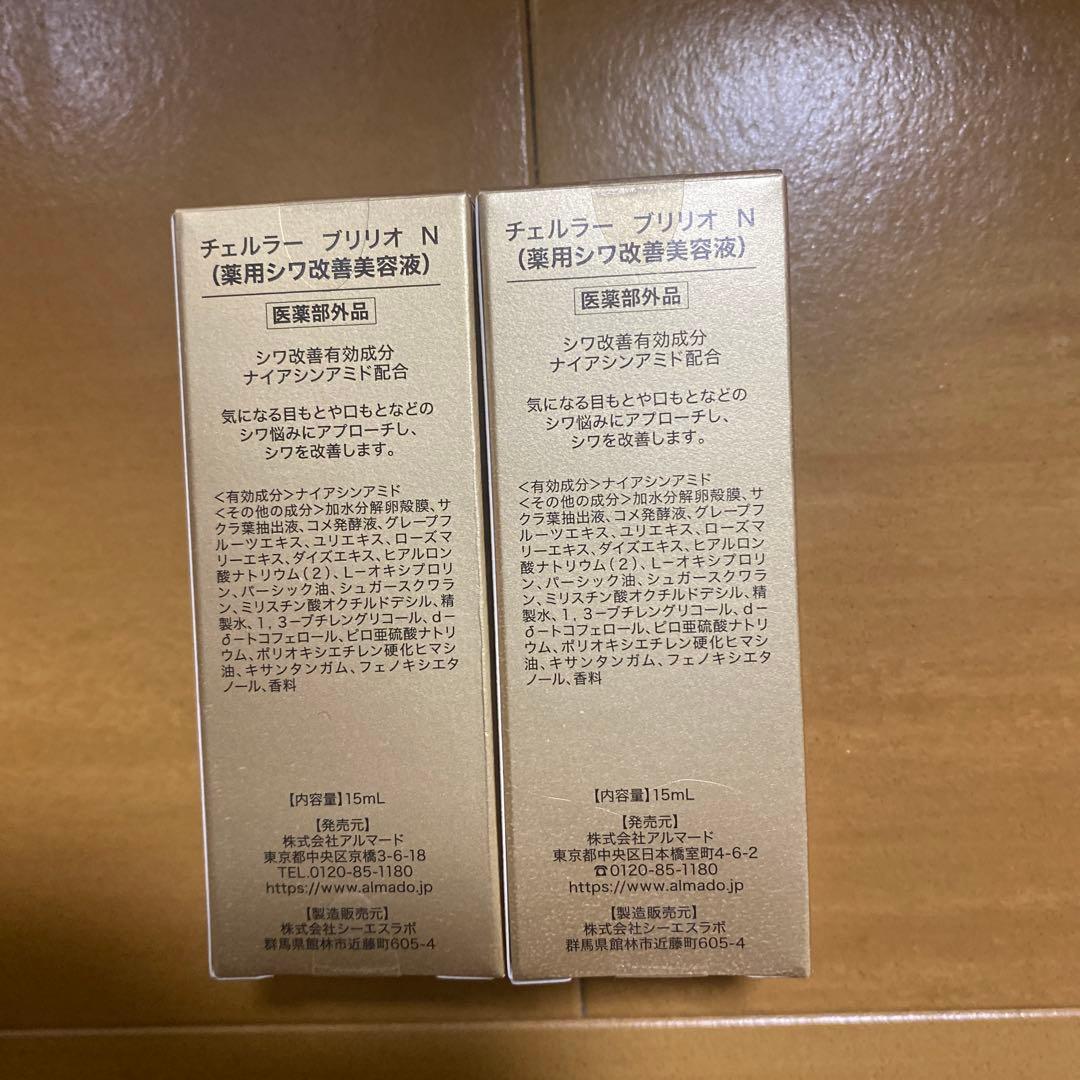 チェルラー ブリリオ N
(薬用シワ改善美容液)
医薬部外品
シワ改善有効成分
ナイアシンアミド配合
気になる目もとや口もとなどの
シワ悩みにアプローチし、
シワを改善します。
<有効成分>ナイアシンアミド
<その他の成分>加水分解卵殻膜、サ
クラ葉抽出液、コメ発酵液、グレープフ
ルーツエキス、ユリエキス、ローズマ
リーエキス、ダイズエキス、ヒアルロン
酸ナトリウム(2)、L-オキシプロリ
ン、パーシック油、シュガースクワラ
ン、ミリスチン酸オクチルドデシル、精
製水、1,3-ブチレングリコール、d-
δ-トコフェロール、ピロ亜硫酸ナトリ
ウム、ポリオキシエチレン硬化ヒマシ
油、キサンタンガム、フェノキシエタ
ノール、香料
【内容量】15mL
【発売元】
株式会社アルマード
東京都中央区京橋3-6-18
TEL.0120-85-1180
https://www.almado.jp
【製造販売元】
株式会社シーエスラボ
群馬県館林市近藤町605-4
チェルラー ブリリオ N
(薬用シワ改善美容液)
医薬部外品
シワ改善有効成分
ナイアシンアミド配合
気になる目もとや口もとなどの
シワ悩みにアプローチし、
シワを改善します。
<有効成分>ナイアシンアミド
<その他の成分>加水分解卵殻膜、サ
クラ葉抽出液、コメ発酵液、グレープフ
ルーツエキス、ユリエキス、ローズマ
リーエキス、ダイズエキス、ヒアルロン
酸ナトリウム(2)、L-オキシプロリ
ン、パーシック油、シュガースクワラ
ン、ミリスチン酸オクチルドデシル、精
製水、1,3-ブチレングリコール、d-
δ-トコフェロール、ピロ亜硫酸ナトリ
ウム、ポリオキシエチレン硬化ヒマシ
油、キサンタンガム、フェノキシエタ
ノール、香料
【内容量】15mL
【発売元】
株式会社アルマード
東京都中央区日本橋室町4-6-2
☎0120-85-1180
https://www.almado.jp
【製造販売元】
株式会社シーエスラボ
群馬県館林市近藤町605-4